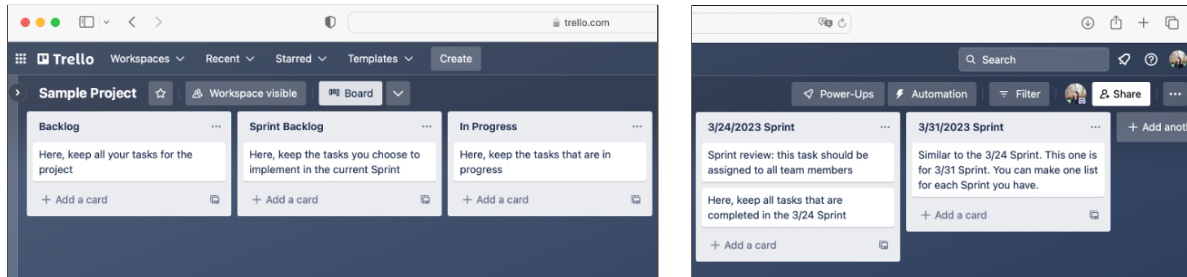 trello.com
Trello Workspaces Recent Starred Templates Create
Sample Project Workspace visible Board
Backlog
Here, keep all your tasks for the
project
+ Add a card
Sprint Backlog
Here, keep the tasks you choose to
implement in the current Sprint
+ Add a card
In Progress
Here, keep the tasks that are in
progress
+ Add a card
Search
Power-Ups Automation Filter Share
3/24/2023 Sprint
Sprint review: this task should be
assigned to all team members
Here, keep all tasks that are
completed in the 3/24 Sprint
+ Add a card
3/31/2023 Sprint
Similar to the 3/24 Sprint. This one is
for 3/31 Sprint. You can make one list
for each Sprint you have.
+ Add a card
+ Add anoth